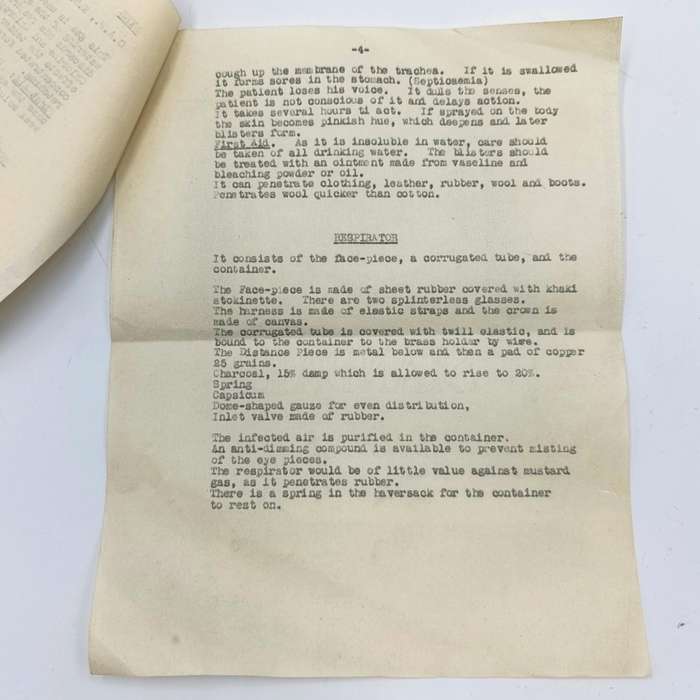 -4-
cough up the membrane of the trachea. If it is swallowed
it forms sores in the stomach. (Septicaemia)
The patient loses his voice. It dulls the senses, the
patient is not conscious of it and delays action.
It takes several hours ti act. If sprayed on the body
the skin becomes pinkish hue, which deepens and later
blisters form.
First Aid. As it is insoluble in water, care should
be taken of all drinking water. The blisters should
be treated with an ointment made from vaseline and
bleaching powder or oil.
It can penetrate clothing, leather, rubber, wool and boots.
Penetrates wool quicker than cotton.
RESPIRATOR
It consists of the face-piece, a corrugated tube, and the
container.
The Face-piece is made of sheet rubber covered with khaki
stokinette. There are two splinterless glasses.
The harness is made of elastic straps and the crown is
made of canvas.
The corrugated tube is covered with twill elastic, and is
bound to the container to the brass holder by wire.
The Distance Piece is metal below and then a pad of copper
25 grains.
Charcoal, 15% damp which is allowed to rise to 20%.
Spring
Capsicum
Dome-shaped gauze for even distribution,
Inlet valve made of rubber.
The infected air is purified in the container.
An anti-dimming compound is available to prevent misting
of the eye pieces.
The respirator would be of little value against mustard
gas, as it penetrates rubber.
There is a spring in the haversack for the container
to rest on.